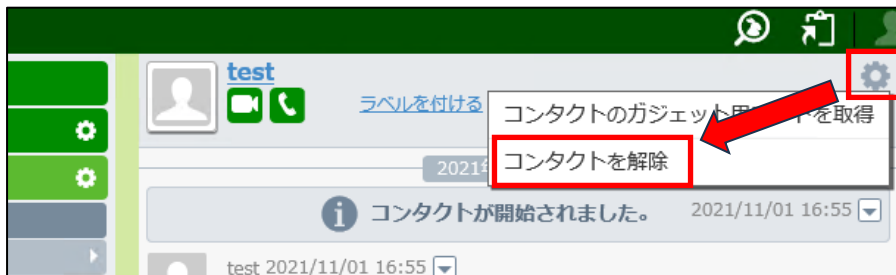 test
ラベルを付ける
コンタクトのガジェット用
を取得
コンタクトを解除
2021
コンタクトが開始されました。 2021/11/01 16:55
test 2021/11/01 16:55